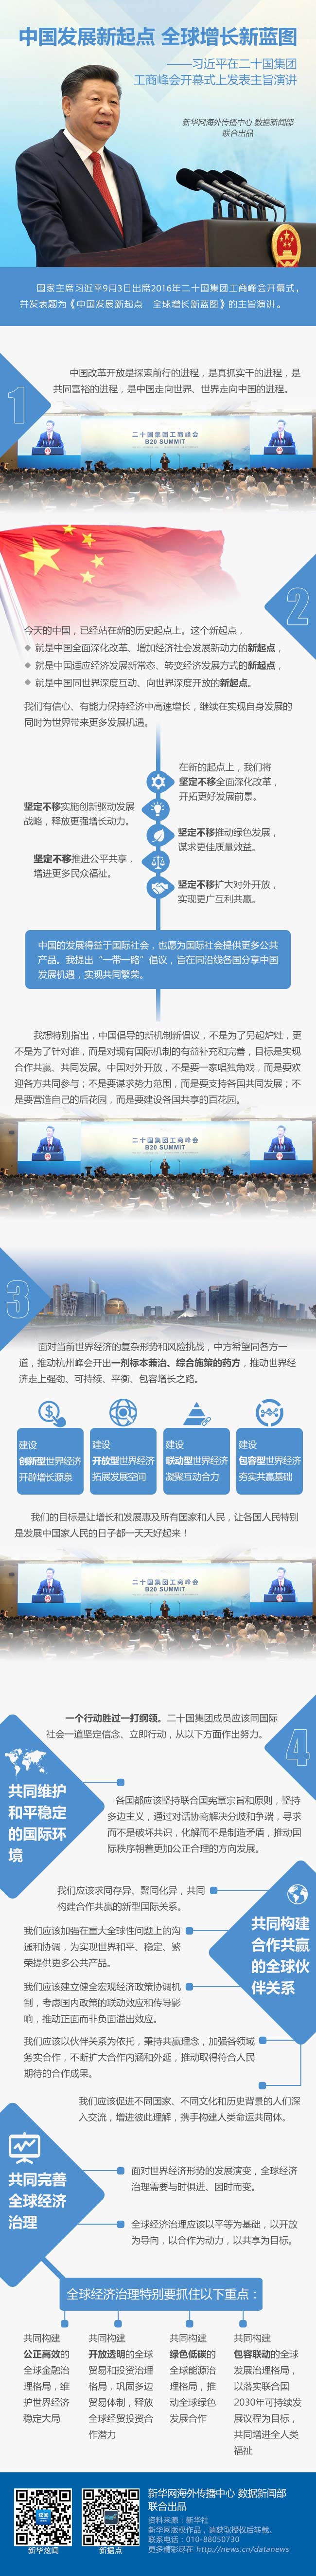 中国发展新起点 全球增长新蓝图
——习近平在二十国集团
工商峰会开幕式上发表主旨演讲
新华网海外传播中心 数据新闻部
联合出品
国家主席习近平9月3日出席2016年二十国集团工商峰会开幕式，
并发表题为《中国发展新起点 全球增长新蓝图》的主旨演讲。
1
中国改革开放是探索前行的进程，是真抓实干的进程，是
共同富裕的进程，是中国走向世界、世界走向中国的进程。
二十国集团工商峰会
B20 SUMMIT
2
今天的中国，已经站在新的历史起点上。这个新起点，
就是中国全面深化改革、增加经济社会发展新动力的新起点，
就是中国适应经济发展新常态、转变经济发展方式的新起点，
就是中国同世界深度互动、向世界深度开放的新起点。
我们有信心、有能力保持经济中高速增长，继续在实现自身发展的
同时为世界带来更多发展机遇。
在新的起点上，我们将
坚定不移全面深化改革，
开拓更好发展前景。
坚定不移实施创新驱动发展
战略，释放更强增长动力。
坚定不移推动绿色发展，
谋求更佳质量效益。
坚定不移推进公平共享，
增进更多民众福祉。
坚定不移扩大对外开放，
实现更广互利共赢。
中国的发展得益于国际社会，也愿为国际社会提供更多公共
产品。我提出“一带一路”倡议，旨在同沿线各国分享中国
发展机遇，实现共同繁荣。
我想特别指出，中国倡导的新机制新倡议，不是为了另起炉灶，更
不是为了针对谁，而是对现有国际机制的有益补充和完善，目标是实现
合作共赢、共同发展。中国对外开放，不是要一家唱独角戏，而是要欢
迎各方共同参与；不是要谋求势力范围，而是要支持各国共同发展；不
是要营造自己的后花园，而是要建设各国共享的百花园。
二十国集团工商峰会
B20 SUMMIT
3
面对当前世界经济的复杂形势和风险挑战，中方希望同各方一
道，推动杭州峰会开出一剂标本兼治、综合施策的药方，推动世界经
济走上强劲、可持续、平衡、包容增长之路。
建设
创新型世界经济
开辟增长源泉
建设
开放型世界经济
拓展发展空间
建设
联动型世界经济
凝聚互动合力
建设
包容型世界经济
夯实共赢基础
我们的目标是让增长和发展惠及所有国家和人民，让各国人民特别
是发展中国家人民的日子都一天天好起来！
二十国集团工商峰会
B20 SUMMIT
4
一个行动胜过一打纲领。二十国集团成员应该同国际
社会一道坚定信念、立即行动，从以下方面作出努力。
共同维护
和平稳定
的国际环
境
各国都应该坚持联合国宪章宗旨和原则，坚持
多边主义，通过对话协商解决分歧和争端，寻求
而不是破坏共识，化解而不是制造矛盾，推动国
际秩序朝着更加公正合理的方向发展。
共同构建
合作共赢
的全球伙
伴关系
我们应该求同存异、聚同化异，共同
构建合作共赢的新型国际关系。
我们应该加强在重大全球性问题上的沟
通和协调，为实现世界和平、稳定、繁
荣提供更多公共产品。
我们应该建立健全宏观经济政策协调机
制，考虑国内政策的联动效应和传导影
响，推动正面而非负面溢出效应。
我们应该以伙伴关系为依托，秉持共赢理念，加强各领域
务实合作，不断扩大合作内涵和外延，推动取得符合人民
期待的合作成果。
我们应该促进不同国家、不同文化和历史背景的人们深
入交流，增进彼此理解，携手构建人类命运共同体。
共同完善
全球经济
治理
面对世界经济形势的发展演变，全球经济
治理需要与时俱进、因时而变。
全球经济治理应该以平等为基础，以开放
为导向，以合作为动力，以共享为目标。
全球经济治理特别要抓住以下重点：
共同构建
公正高效的
全球金融治
理格局，维
护世界经济
稳定大局
共同构建
开放透明的全球
贸易和投资治理
格局，巩固多边
贸易体制，释放
全球经贸投资合
作潜力
共同构建
绿色低碳的
全球能源治
理格局，推
动全球绿色
发展合作
共同构建
包容联动的全球
发展治理格局，
以落实联合国
2030年可持续发
展议程为目标，
共同增进全人类
福祉
新华炫闻
新据点
新华网海外传播中心 数据新闻部
联合出品
资料来源：新华社
新华网版权作品，请获取授权后转载。
联系电话：010-88050730
更多精彩尽在 http://news.cn/datanews